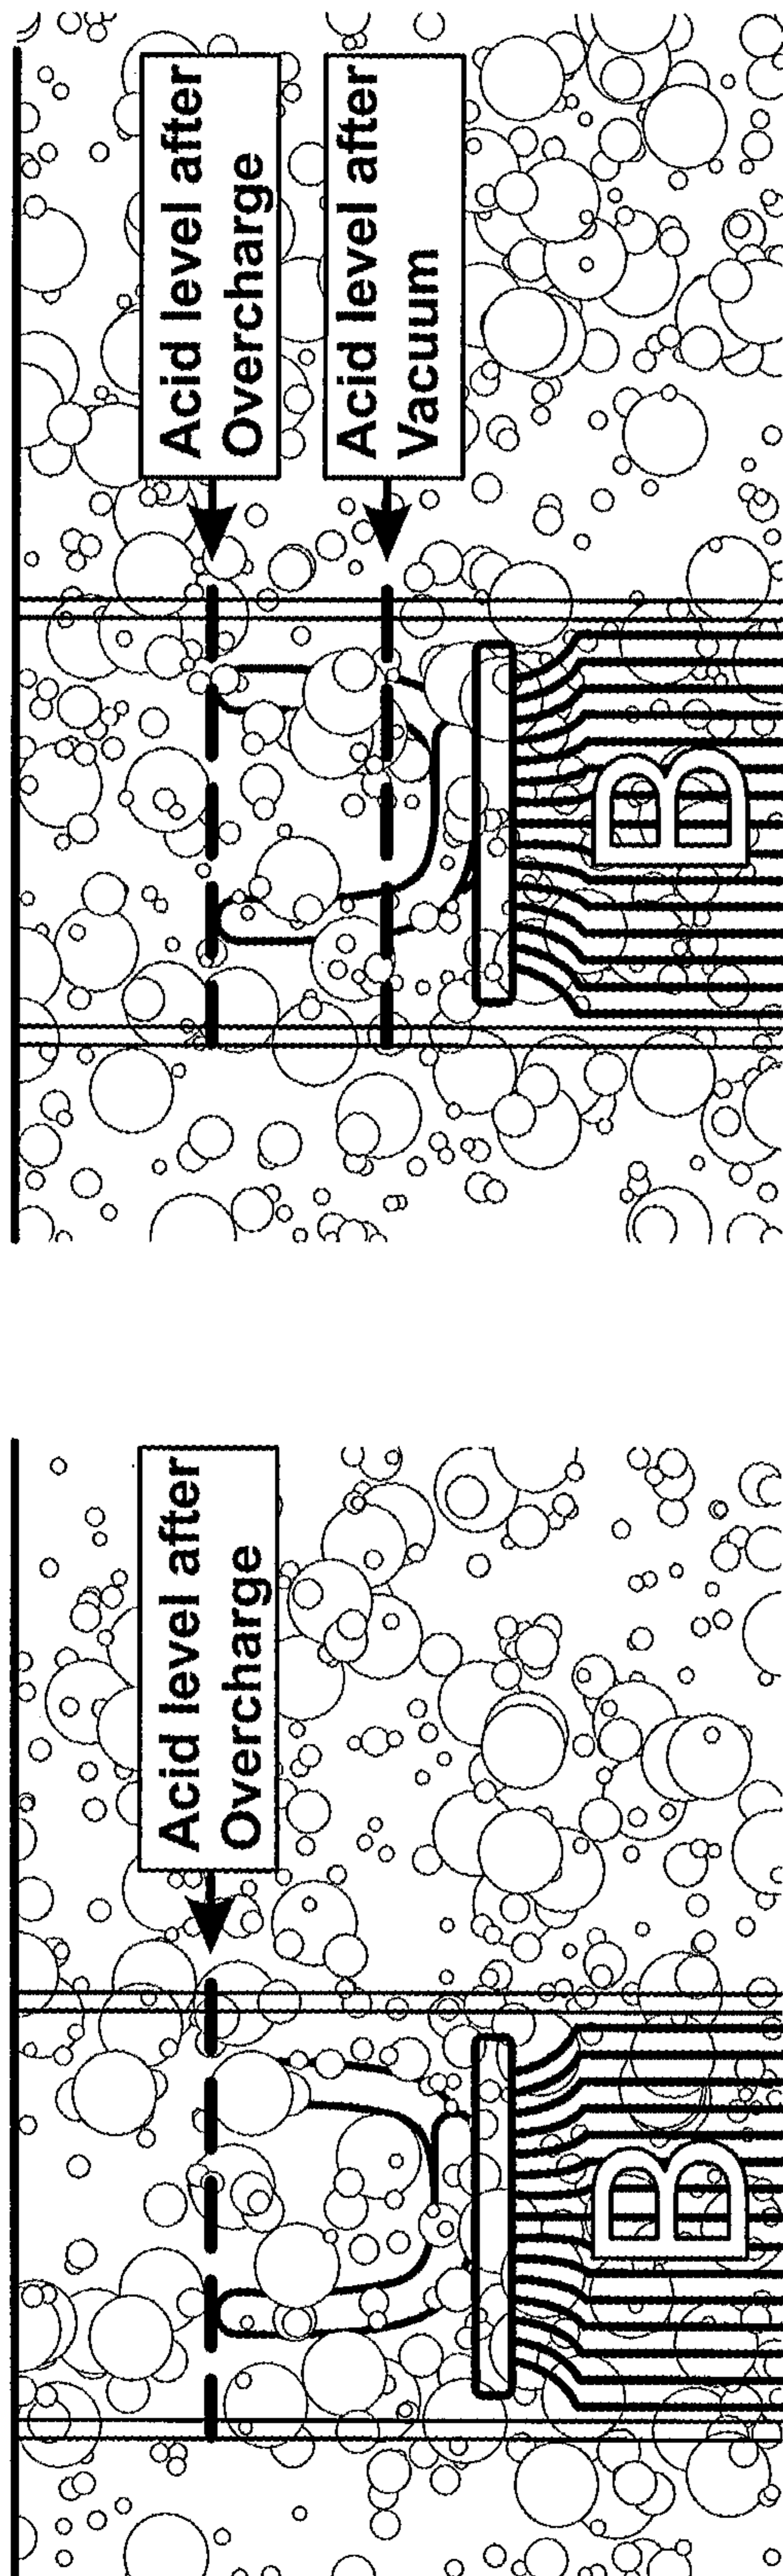 Acid level after
Overcharge
Acid level after
Vacuum
B
Acid level after
Overcharge
B